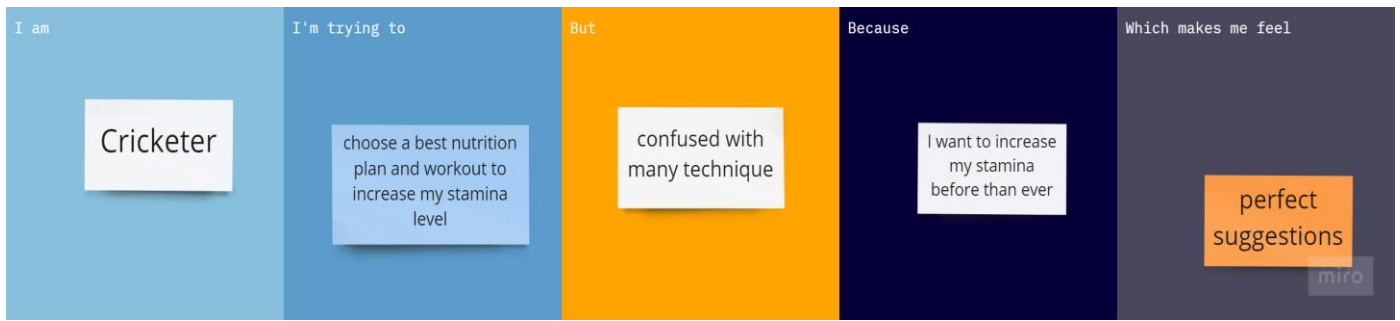 I am
Cricketer
I'm trying to
choose a best nutrition
plan and workout to
increase my stamina
level
But
confused with
many technique
Because
I want to increase
my stamina
before than ever
Which makes me feel
perfect
suggestions
miro